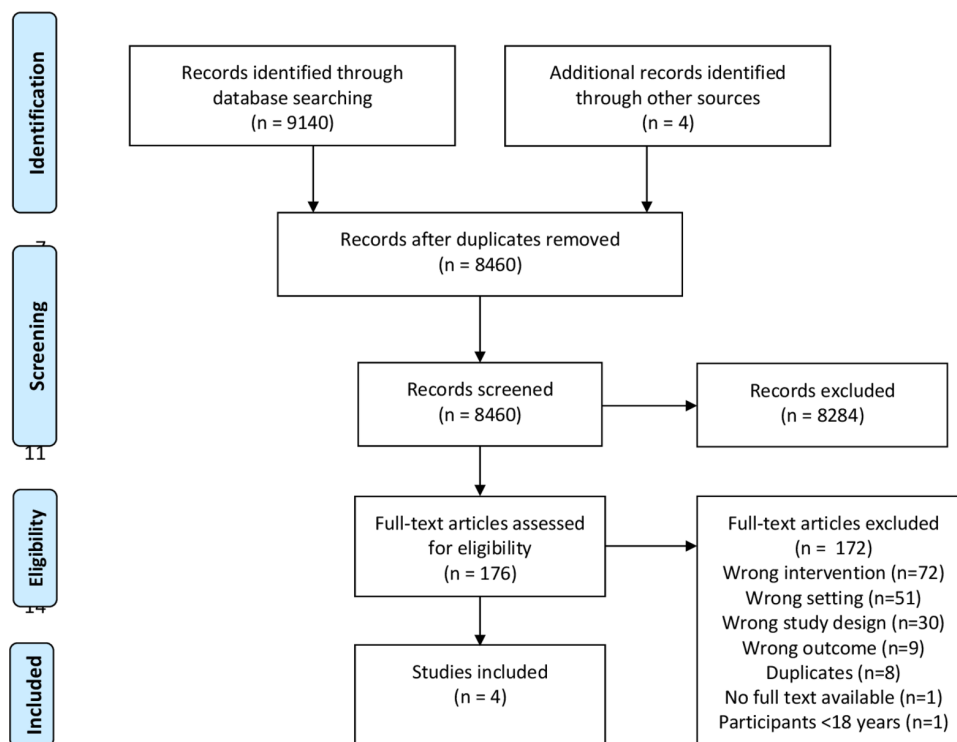 Identification
Records identified through
database searching
(n = 9140)
Additional records identified
through other sources
(n = 4)
Records after duplicates removed
(n = 8460)
Screening
Records screened
(n = 8460)
Records excluded
(n = 8284)
11
Eligibility
Full-text articles assessed
for eligibility
(n = 176)
Full-text articles excluded
(n = 172)
Wrong intervention (n=72)
Wrong setting (n=51)
Wrong study design (n=30)
Wrong outcome (n=9)
Duplicates (n=8)
No full text available (n=1)
Participants <18 years (n=1)
Included
Studies included
(n = 4)